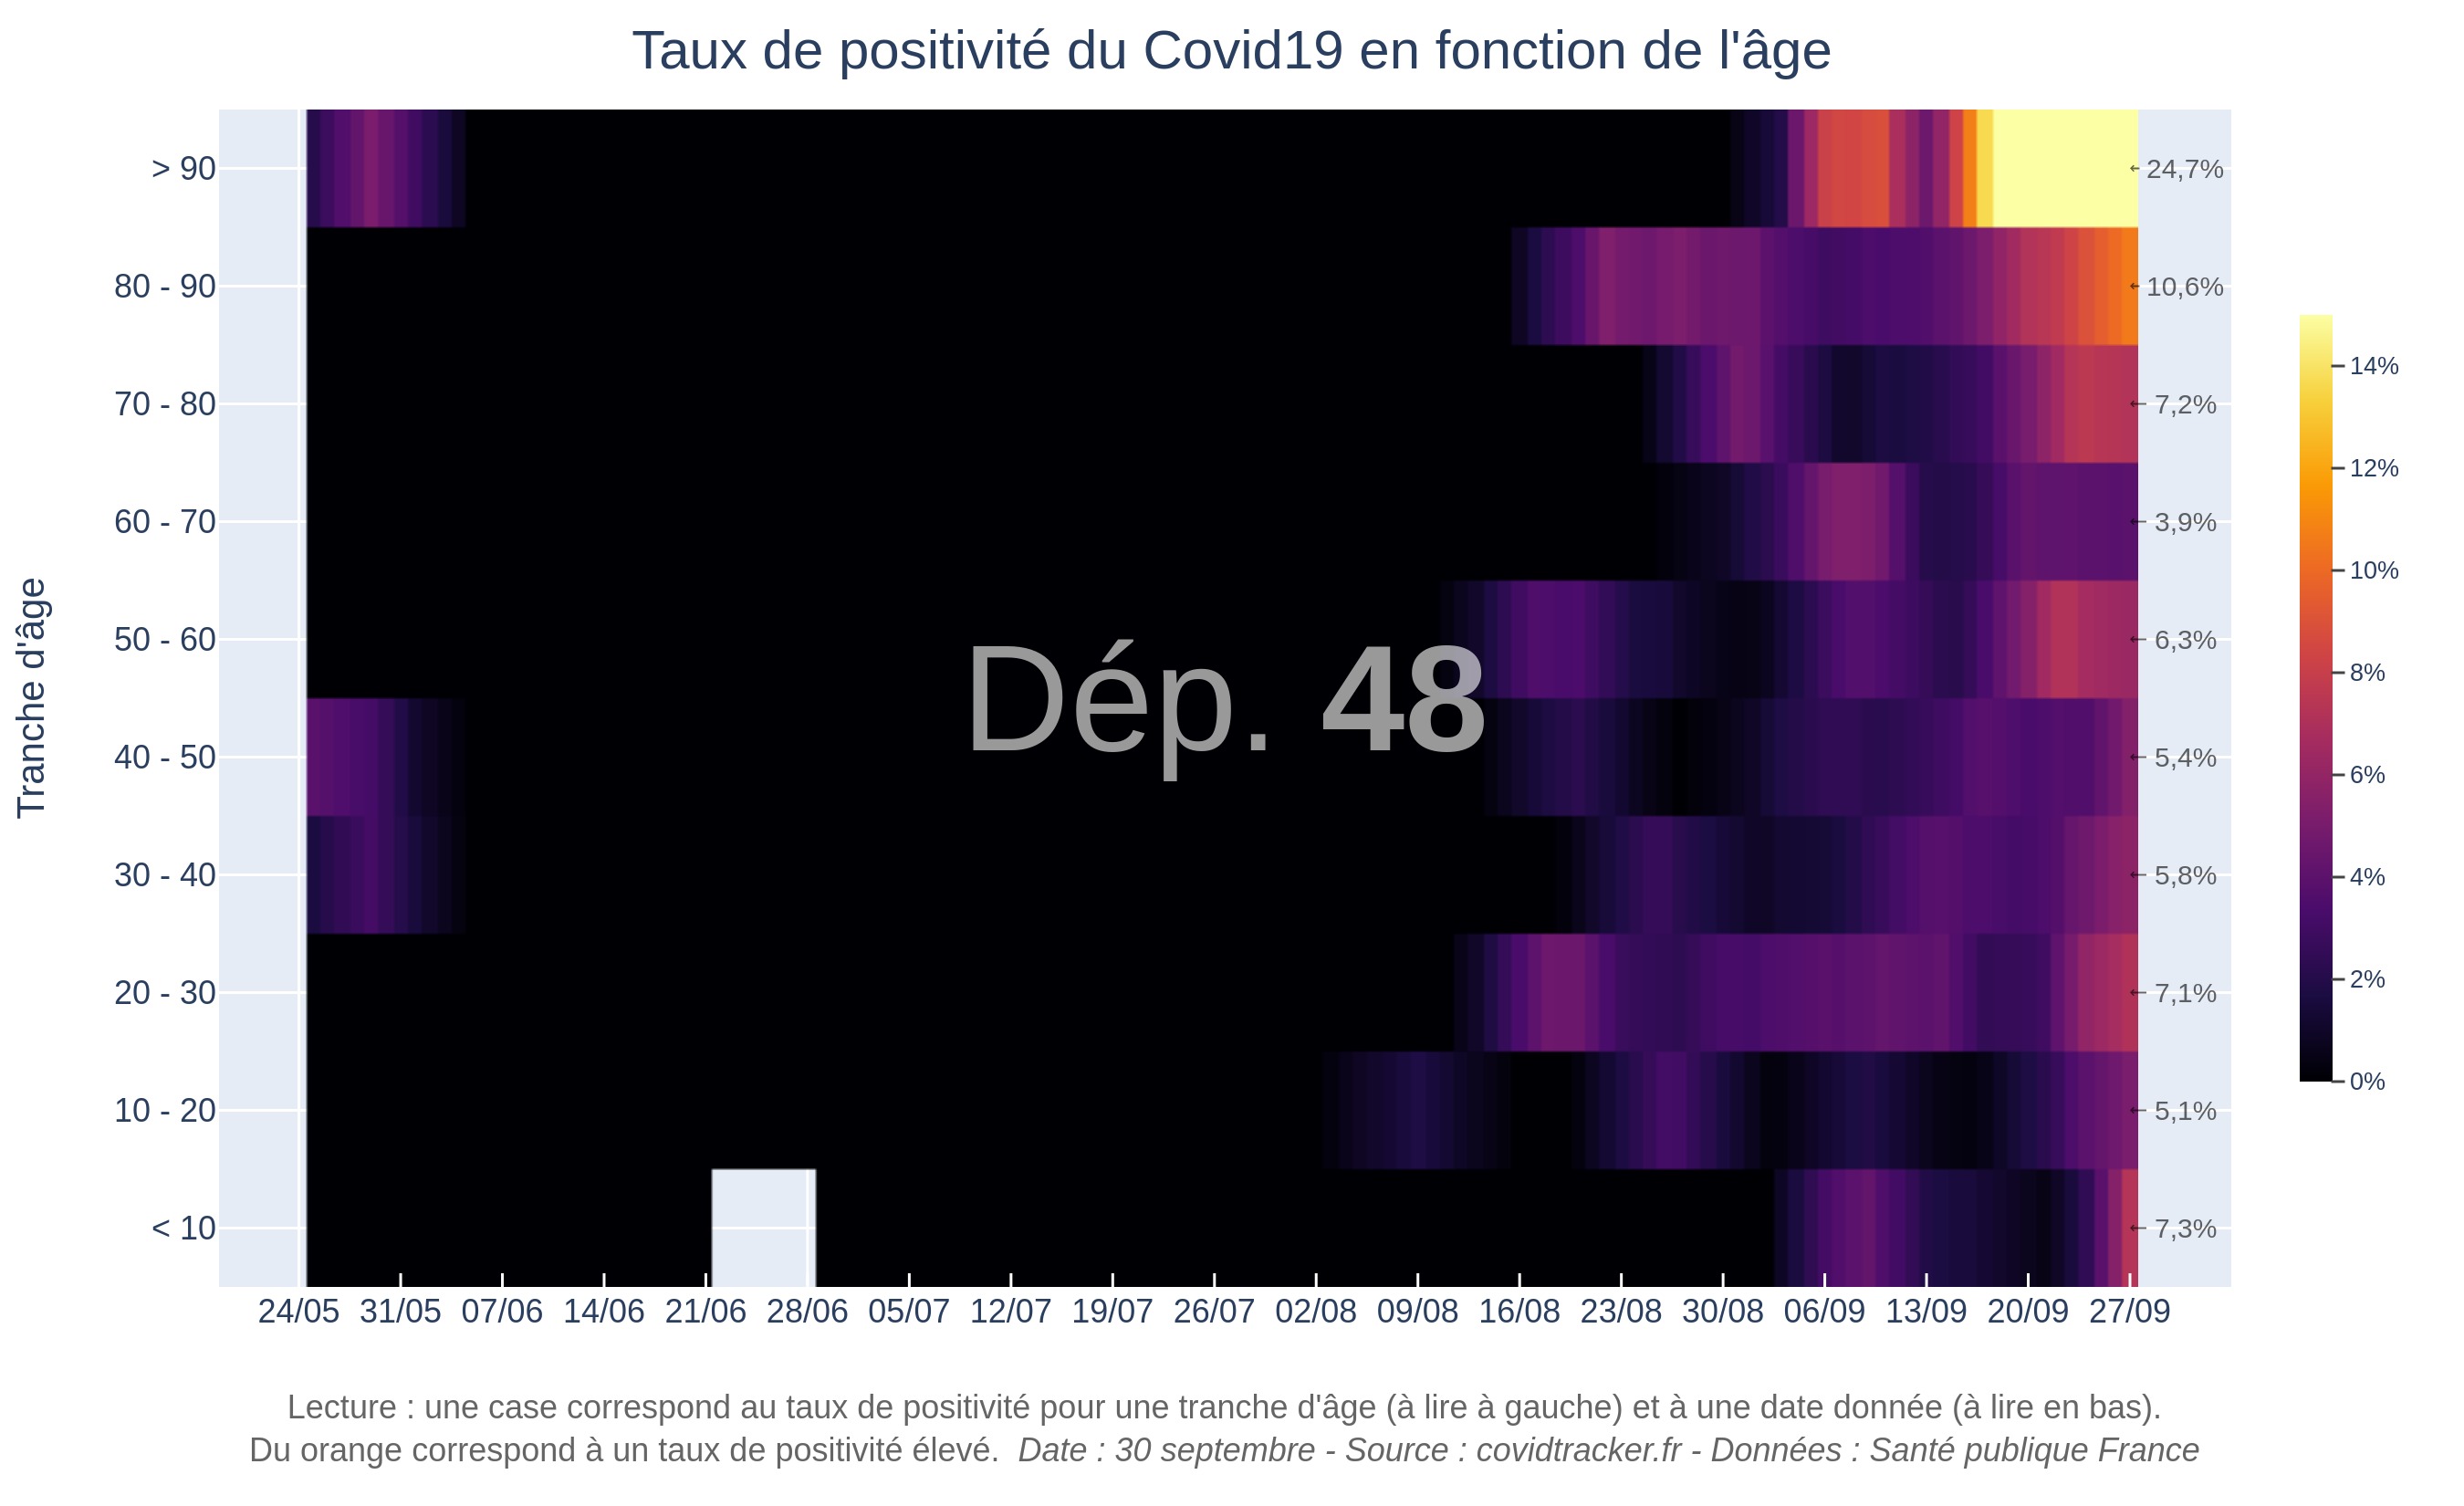 Taux de positivité du Covid19 en fonction de l'âge
Tranche d'âge
> 90
80 - 90
70 - 80
60 - 70
50 - 60
40 - 50
30 - 40
20 - 30
10 - 20
< 10
Dép. 48
← 24,7%
← 10,6%
← 7,2%
← 3,9%
← 6,3%
← 5,4%
← 5,8%
← 7,1%
← 5,1%
← 7,3%
14%
12%
10%
8%
6%
4%
2%
0%
24/05 31/05 07/06 14/06 21/06 28/06 05/07 12/07 19/07 26/07 02/08 09/08 16/08 23/08 30/08 06/09 13/09 20/09 27/09
Lecture : une case correspond au taux de positivité pour une tranche d'âge (à lire à gauche) et à une date donnée (à lire en bas).
Du orange correspond à un taux de positivité élevé. Date : 30 septembre - Source : covidtracker.fr - Données : Santé publique France